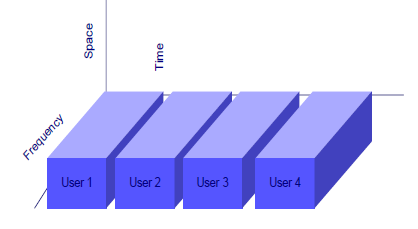 Space
Time
Frequency
User 1
User 2
User 3
User 4